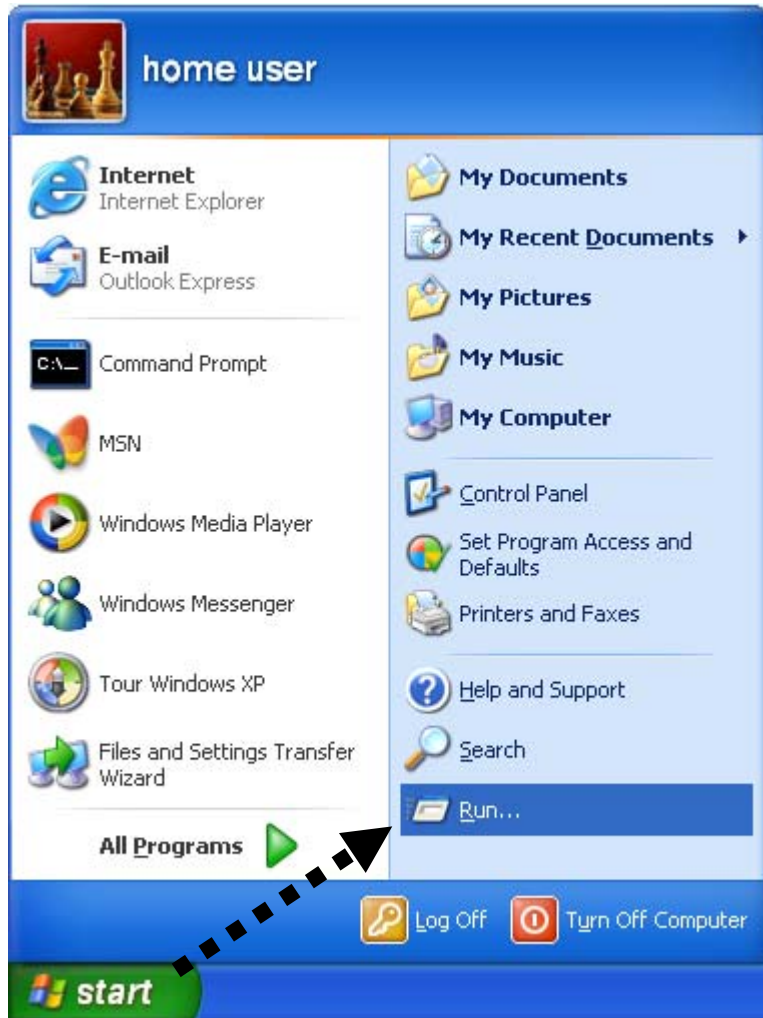 home user
Internet
Internet Explorer
E-mail
Outlook Express
C:\_
Command Prompt
MSN
Windows Media Player
Windows Messenger
Tour Windows XP
Files and Settings Transfer
Wizard
All Programs
My Documents
My Recent Documents
My Pictures
My Music
My Computer
Control Panel
Set Program Access and
Defaults
Printers and Faxes
Help and Support
Search
Run...
Log Off
Turn Off Computer
start